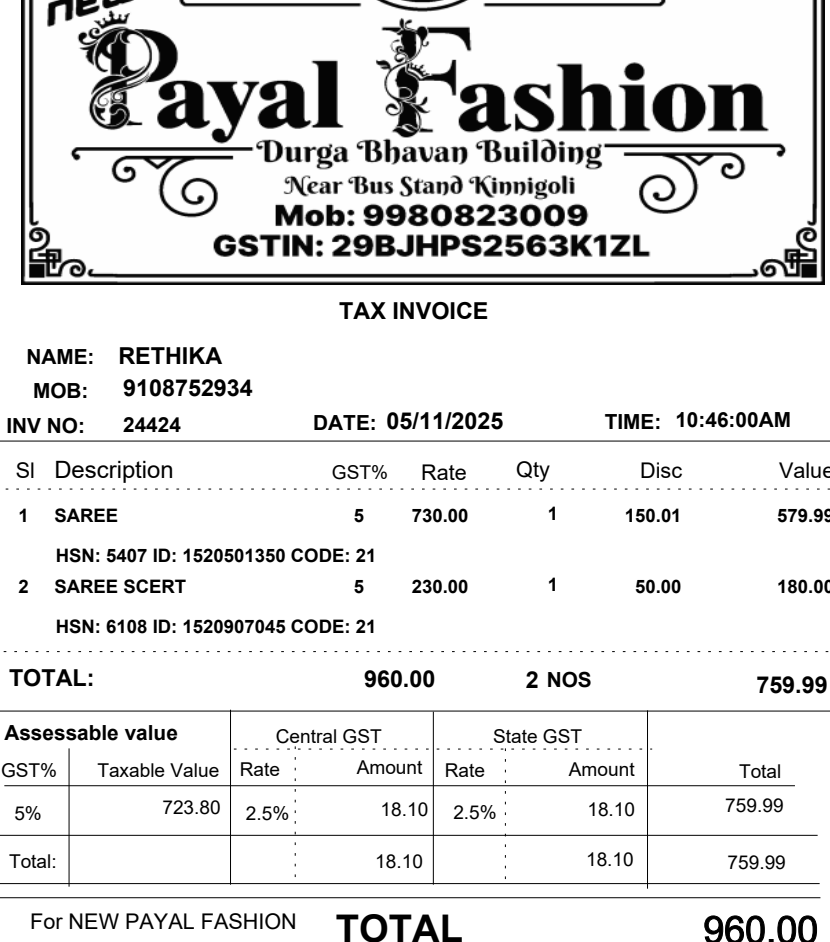 new
Payal Fashion
Durga Bhavan Building
Near Bus Stand Kinnigoli
Mob: 9980823009
GSTIN: 29BJHPS2563K1ZL
TAX INVOICE
NAME: RETHIKA
MOB: 9108752934
INV NO: 24424 DATE: 05/11/2025 TIME: 10:46:00AM
Sl Description GST% Rate Qty Disc Value
1 SAREE 5 730.00 1 150.01 579.99
HSN: 5407 ID: 1520501350 CODE: 21
2 SAREE SCERT 5 230.00 1 50.00 180.00
HSN: 6108 ID: 1520907045 CODE: 21
TOTAL: 960.00 2 NOS 759.99
Assessable value Central GST State GST
GST% Taxable Value Rate Amount Rate Amount Total
5% 723.80 2.5% 18.10 2.5% 18.10 759.99
Total: 18.10 18.10 759.99
For NEW PAYAL FASHION TOTAL 960.00